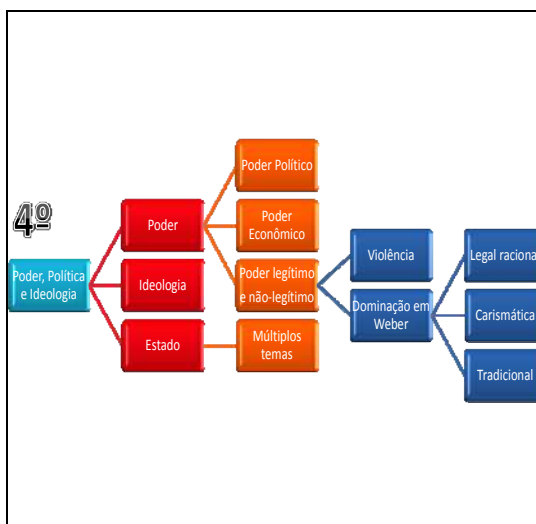 4º
Poder, Política
e Ideologia
Poder
Ideologia
Estado
Poder Político
Poder
Econômico
Poder legítimo
e não-legítimo
Múltiplos
temas
Violência
Dominação em
Weber
Legal raciona
Carismática
Tradicional